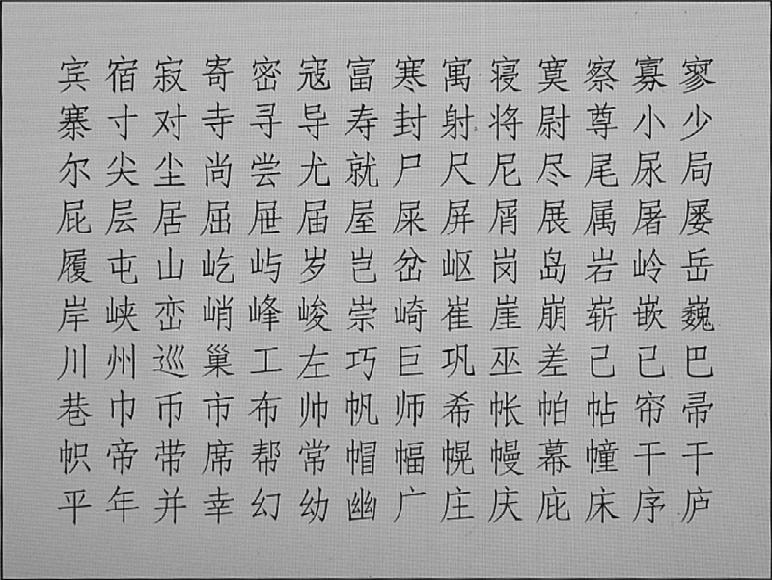 宾宿寂寄密寇富寒寓寝寞察寡寥
寨寸对寺寻导寿封射将尉尊小少
尔尖尘尚尝尤就尸尺尼尽尾尿局
屁层居屈屉届屋屎屏屑展属屠屡
履屯山屹屿岁岂岔岖岗岛岩岭岳
岸峡峦峭峰峻崇崎崔崖崩崭嵌巍
川州巡巢工左巧巨巩巫差己已巴
巷巾币市布帅帆师希帐帕帖帘帚
帜帝带席帮常帽幅幌幔幕幢干干
平年并幸幻幼幽广庄庆庇床序庐